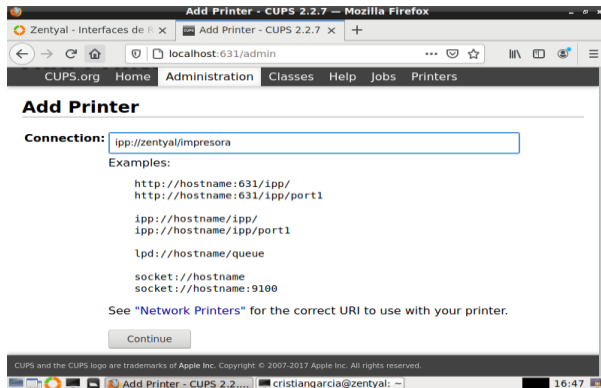 Add Printer - CUPS 2.2.7 — Mozilla Firefox
Zentyal - Interfaces de R
Add Printer - CUPS 2.2.7
localhost:631/admin
CUPS.org Home Administration Classes Help Jobs Printers
Add Printer
Connection: ipp://zentyal/impresora
Examples:
http://hostname:631/ipp/
http://hostname:631/ipp/port1
ipp://hostname/ipp/
ipp://hostname/ipp/port1
lpd://hostname/queue
socket://hostname
socket://hostname:9100
See "Network Printers" for the correct URI to use with your printer.
Continue
CUPS and the CUPS logo are trademarks of Apple Inc. Copyright © 2007-2017 Apple Inc. All rights reserved.
Add Printer - CUPS 2.2.... cristiangarcia@zentyal: ~ 16:47